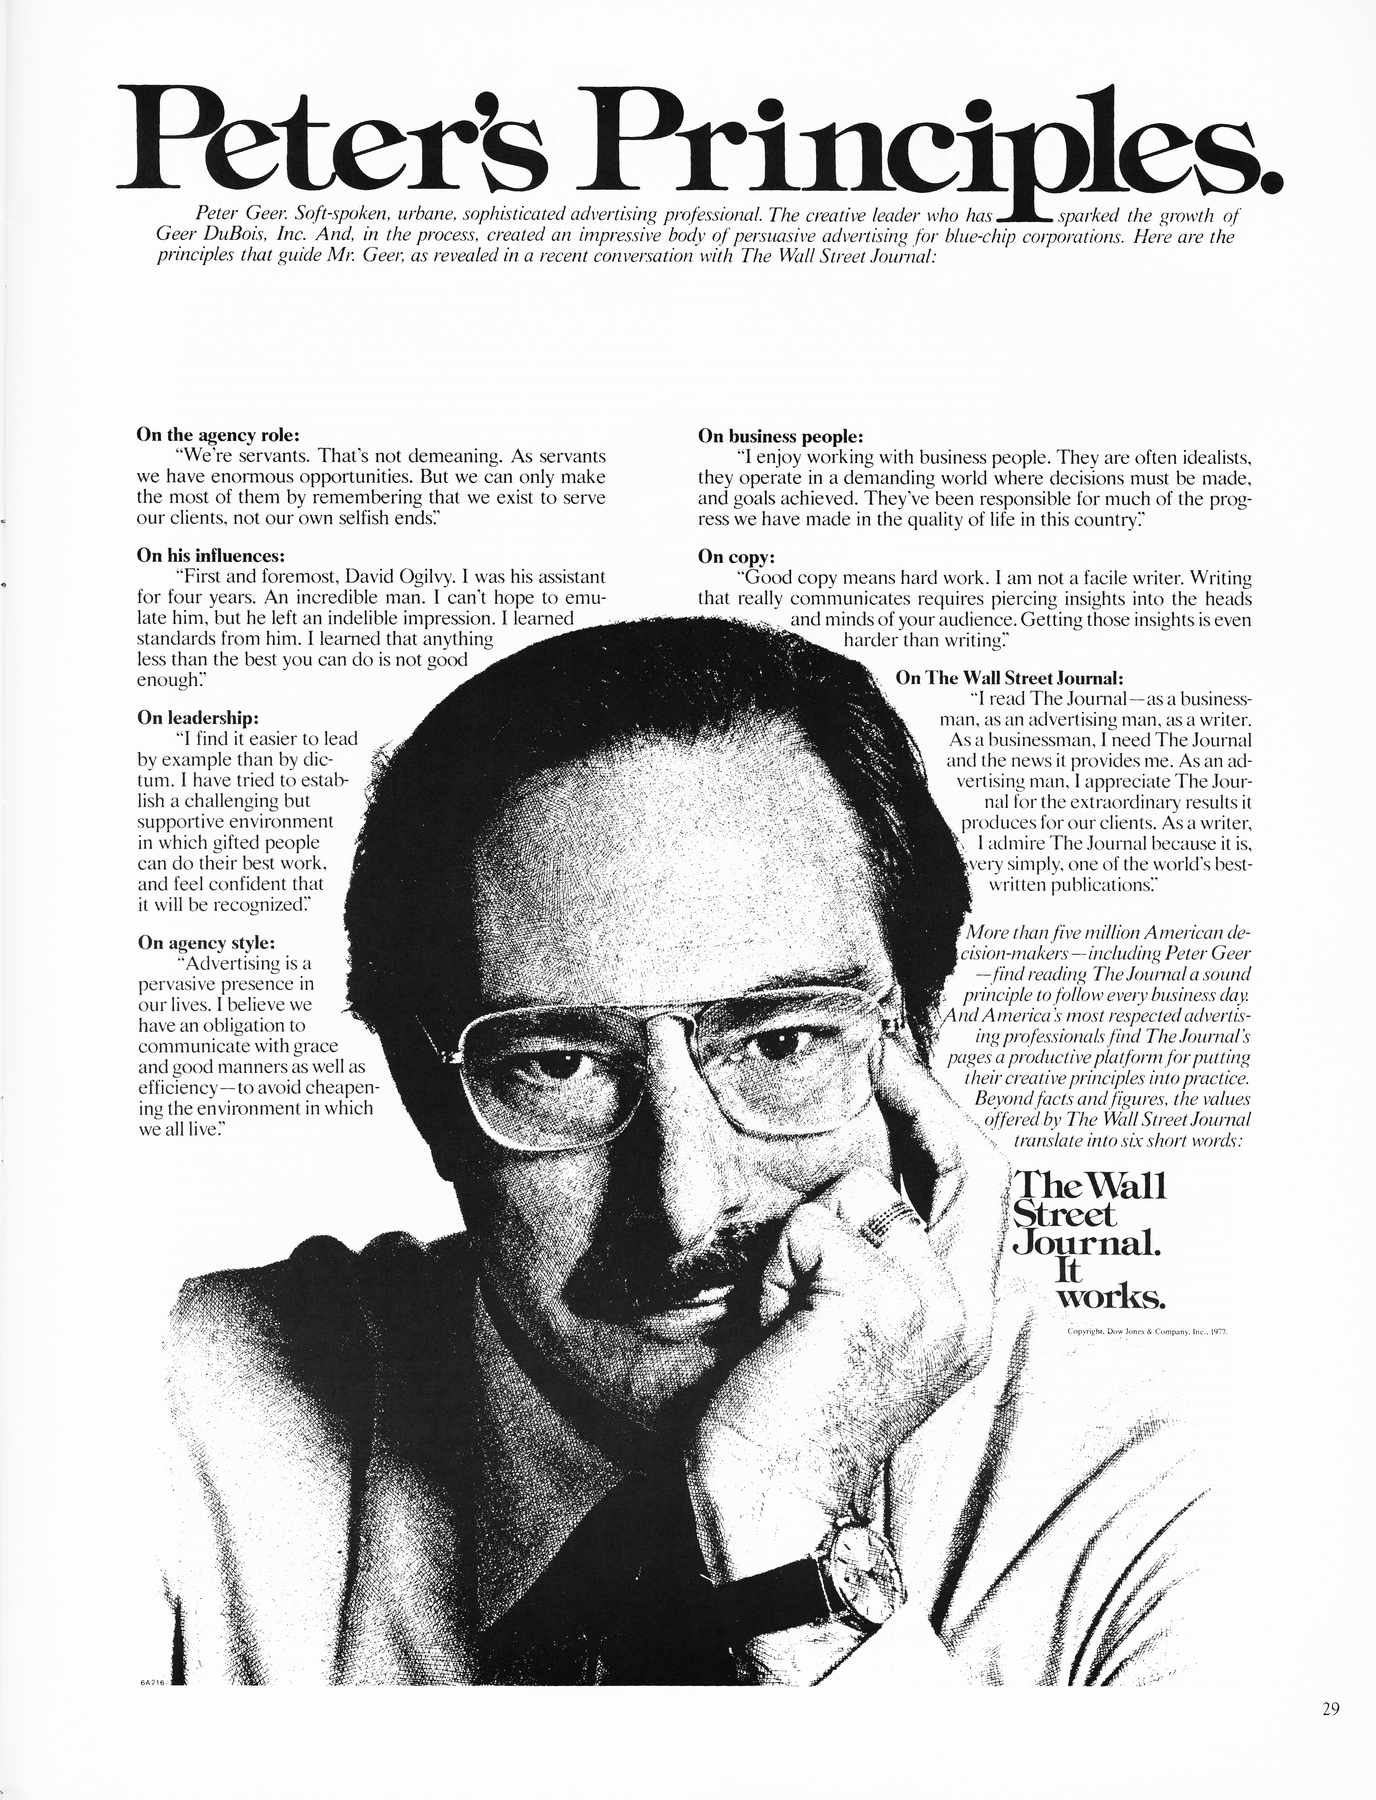 Peter's Principles.
Peter Geer. Soft-spoken, urbane, sophisticated advertising professional. The creative leader who has sparked the growth of
Geer DuBois, Inc. And, in the process, created an impressive body of persuasive advertising for blue-chip corporations. Here are the
principles that guide Mr. Geer, as revealed in a recent conversation with The Wall Street Journal:
On the agency role:
“We're servants. That's not demeaning. As servants
we have enormous opportunities. But we can only make
the most of them by remembering that we exist to serve
our clients, not our own selfish ends.”
On his influences:
“First and foremost, David Ogilvy. I was his assistant
for four years. An incredible man. I can't hope to emu-
late him, but he left an indelible impression. I learned
standards from him. I learned that anything
less than the best you can do is not good
enough.”
On leadership:
“I find it easier to lead
by example than by dic-
tum. I have tried to estab-
lish a challenging but
supportive environment
in which gifted people
can do their best work,
and feel confident that
it will be recognized.”
On agency style:
“Advertising is a
pervasive presence in
our lives. I believe we
have an obligation to
communicate with grace
and good manners as well as
efficiency—to avoid cheapen-
ing the environment in which
we all live.”
On business people:
“I enjoy working with business people. They are often idealists,
they operate in a demanding world where decisions must be made,
and goals achieved. They've been responsible for much of the prog-
ress we have made in the quality of life in this country.”
On copy:
“Good copy means hard work. I am not a facile writer. Writing
that really communicates requires piercing insights into the heads
and minds of your audience. Getting those insights is even
harder than writing.”
On The Wall Street Journal:
“I read The Journal—as a business-
man, as an advertising man, as a writer.
As a businessman, I need The Journal
and the news it provides me. As an ad-
vertising man, I appreciate The Jour-
nal for the extraordinary results it
produces for our clients. As a writer,
I admire The Journal because it is,
very simply, one of the world's best-
written publications.”
More than five million American de-
cision-makers—including Peter Geer
—find reading The Journal a sound
principle to follow every business day.
And America's most respected advertis-
ing professionals find The Journal's
pages a productive platform for putting
their creative principles into practice.
Beyond facts and figures, the values
offered by The Wall Street Journal
translate into six short words:
The Wall
Street
Journal.
It
works.
Copyright, Dow Jones & Company, Inc., 1977.
6A216
29